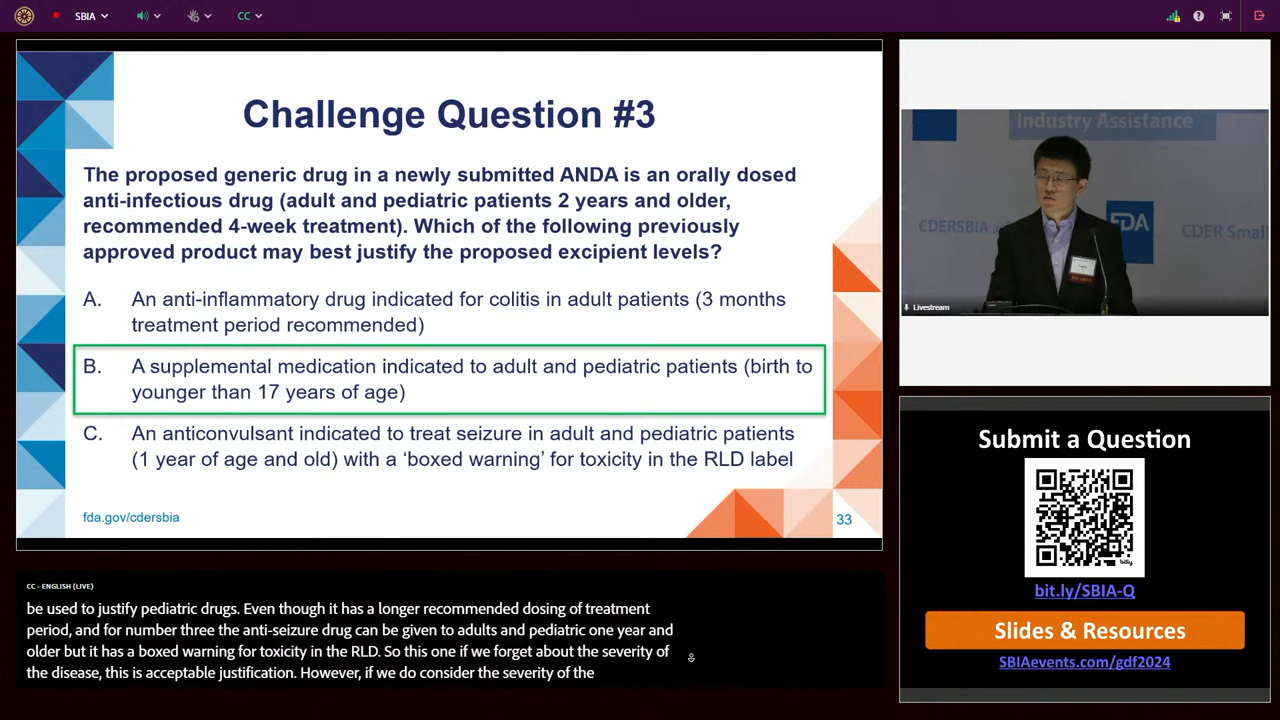 SBIA
CC
Challenge Question #3
The proposed generic drug in a newly submitted ANDA is an orally dosed
anti-infectious drug (adult and pediatric patients 2 years and older,
recommended 4-week treatment). Which of the following previously
approved product may best justify the proposed excipient levels?
A. An anti-inflammatory drug indicated for colitis in adult patients (3 months
treatment period recommended)
B. A supplemental medication indicated to adult and pediatric patients (birth to
younger than 17 years of age)
C. An anticonvulsant indicated to treat seizure in adult and pediatric patients
(1 year of age and old) with a ‘boxed warning’ for toxicity in the RLD label
fda.gov/cdersbia
33
CC - ENGLISH (LIVE)
be used to justify pediatric drugs. Even though it has a longer recommended dosing of treatment
period, and for number three the anti-seizure drug can be given to adults and pediatric one year and
older but it has a boxed warning for toxicity in the RLD. So this one if we forget about the severity of
the disease, this is acceptable justification. However, if we do consider the severity of the
Industry Assistance
CDERSBIA
FDA
CDER Small
Livestream
Submit a Question
bitly
bit.ly/SBIA-Q
Slides & Resources
SBIAevents.com/gdf2024